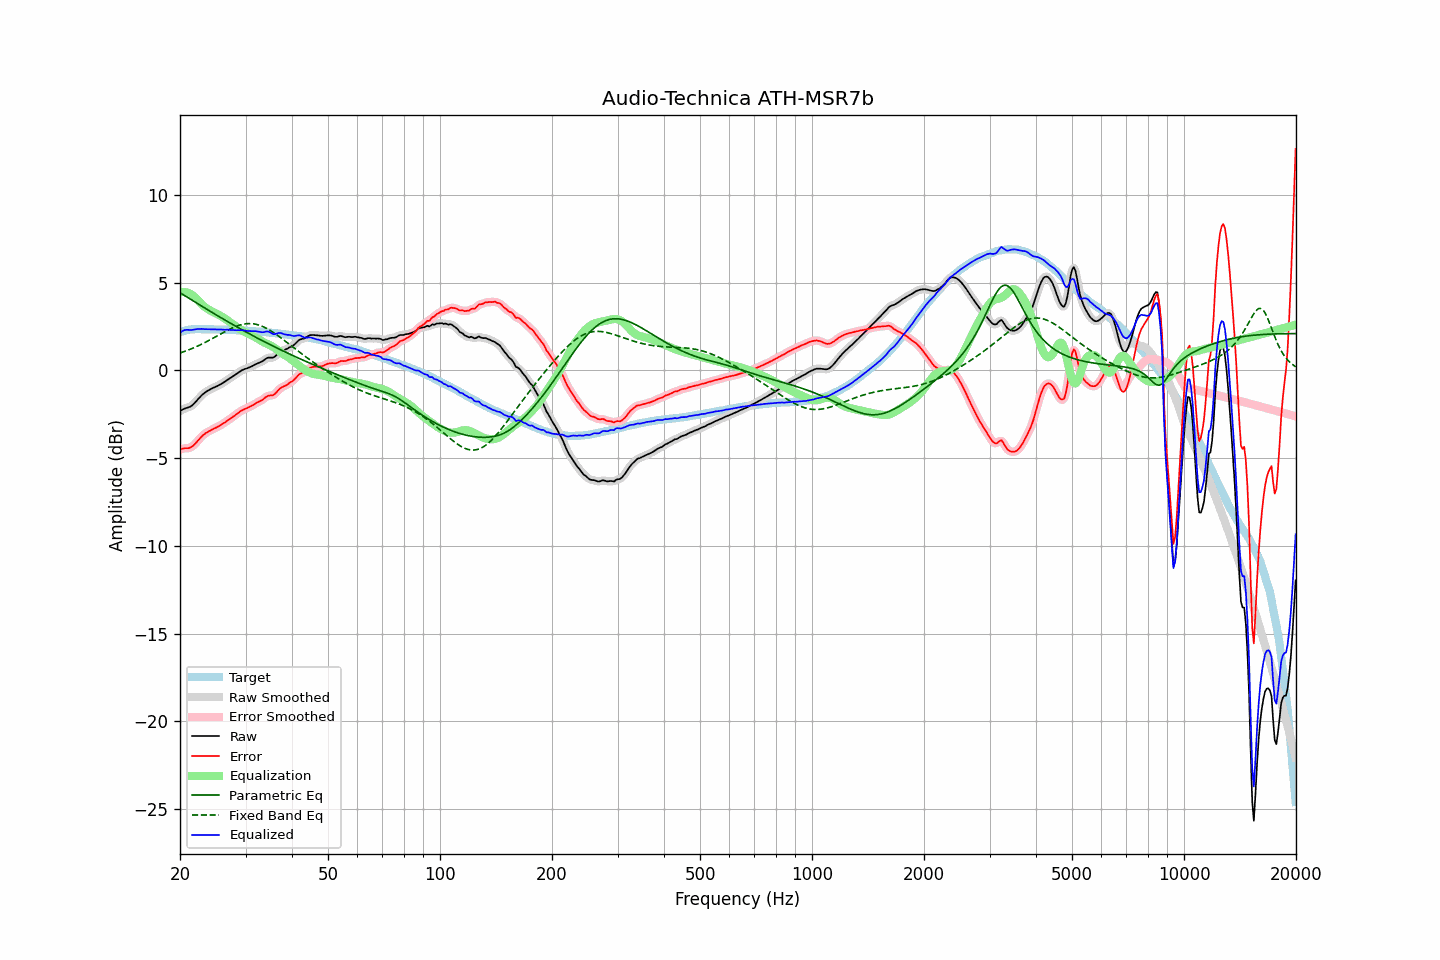 Audio-Technica ATH-MSR7b
Amplitude (dBr)
10
5
0
−5
−10
−15
−20
−25
Target
Raw Smoothed
Error Smoothed
Raw
Error
Equalization
Parametric Eq
Fixed Band Eq
Equalized
20
50
100
200
500
1000
2000
5000
10000
20000
Frequency (Hz)